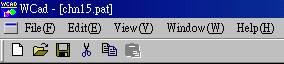 WCad - [chn15.pat]
File(F) Edit(E) View(V) Window(W) Help(H)